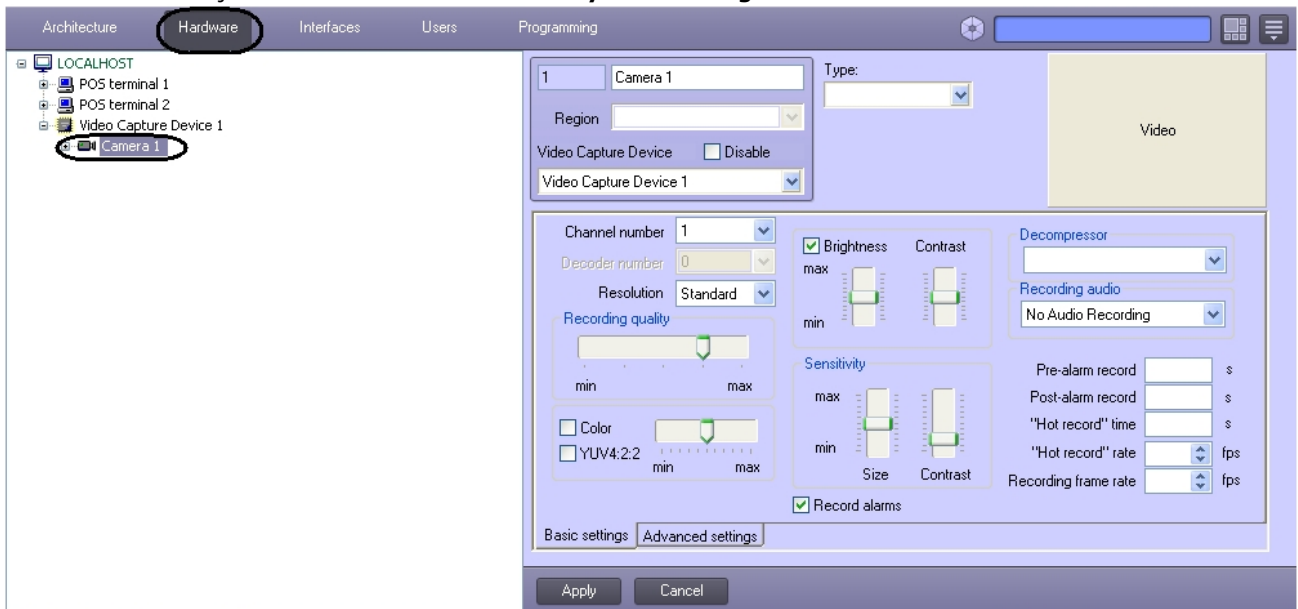 Architecture Hardware Interfaces Users Programming
LOCALHOST
POS terminal 1
POS terminal 2
Video Capture Device 1
Camera 1
1 Camera 1
Region
Video Capture Device Disable
Video Capture Device 1
Type:
Video
Channel number 1
Decoder number 0
Resolution Standard
Recording quality
min max
Color
YUV4:2:2
min max
Brightness Contrast
max
min
Sensitivity
max
min
Size Contrast
Record alarms
Decompressor
Recording audio
No Audio Recording
Pre-alarm record s
Post-alarm record s
"Hot record" time s
"Hot record" rate fps
Recording frame rate fps
Basic settings Advanced settings
Apply Cancel